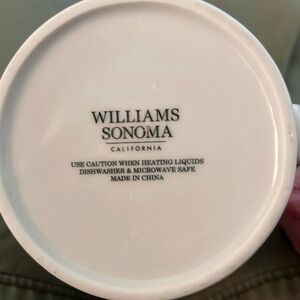 WILLIAMS
SONOMA
CALIFORNIA
USE CAUTION WHEN HEATING LIQUIDS
DISHWASHER & MICROWAVE SAFE
MADE IN CHINA